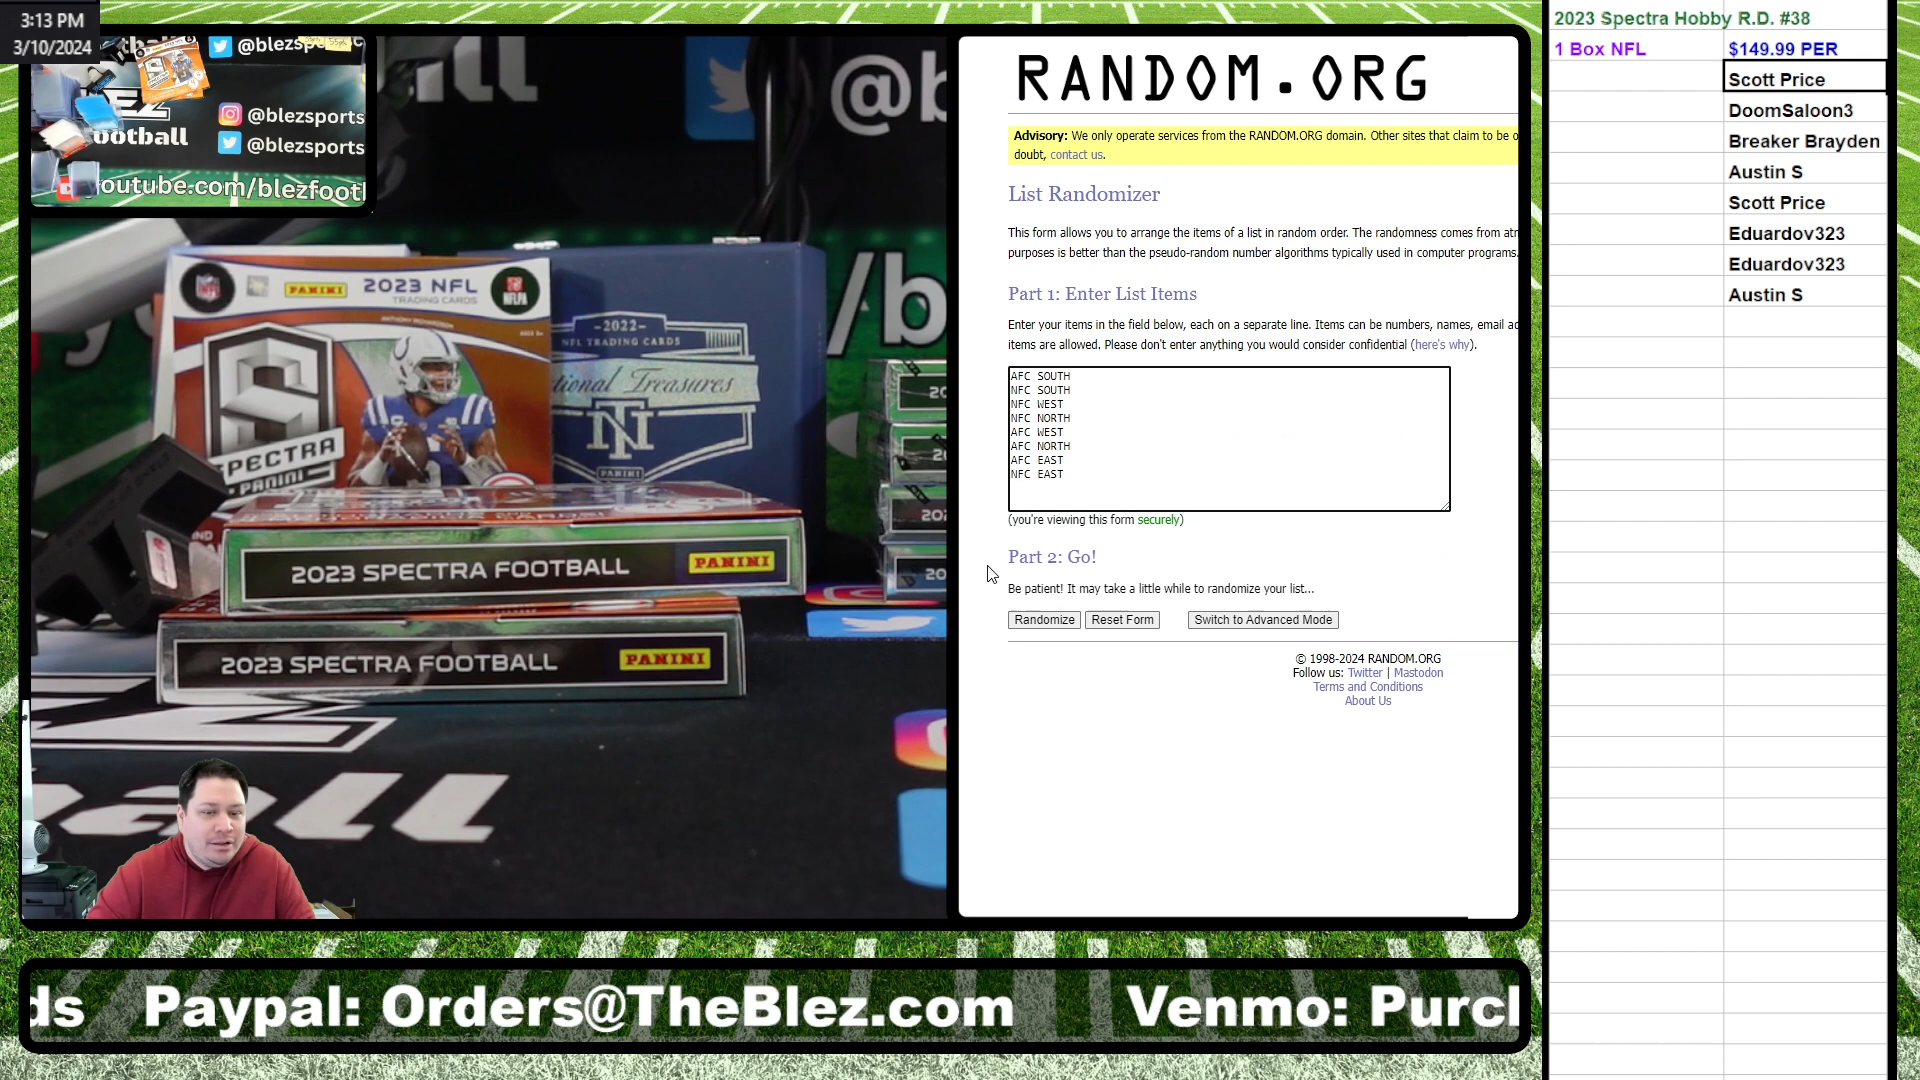 3:13 PM
3/10/2024
@blezsports
@blezsports
ootball
outube.com/blezfootl
2023 NFL
TRADING CARDS
PANINI
NFL
NFLPA
SPECTRA
PANINI
2022
NFL TRADING CARDS
tional Treasures
NT
PANINI
2023 SPECTRA FOOTBALL
PANINI
2023 SPECTRA FOOTBALL
PANINI
RANDOM.ORG
Advisory: We only operate services from the RANDOM.ORG domain. Other sites that claim to be o
doubt, contact us.
List Randomizer
This form allows you to arrange the items of a list in random order. The randomness comes from atm
purposes is better than the pseudo-random number algorithms typically used in computer programs.
Part 1: Enter List Items
Enter your items in the field below, each on a separate line. Items can be numbers, names, email ad
items are allowed. Please don't enter anything you would consider confidential (here's why).
AFC SOUTH
NFC SOUTH
NFC WEST
NFC NORTH
AFC WEST
AFC NORTH
AFC EAST
NFC EAST
(you're viewing this form securely)
Part 2: Go!
Be patient! It may take a little while to randomize your list...
Randomize Reset Form Switch to Advanced Mode
© 1998-2024 RANDOM.ORG
Follow us: Twitter | Mastodon
Terms and Conditions
About Us
2023 Spectra Hobby R.D. #38
1 Box NFL $149.99 PER
Scott Price
DoomSaloon3
Breaker Brayden
Austin S
Scott Price
Eduardov323
Eduardov323
Austin S
ds Paypal: Orders@TheBlez.com Venmo: Purcl